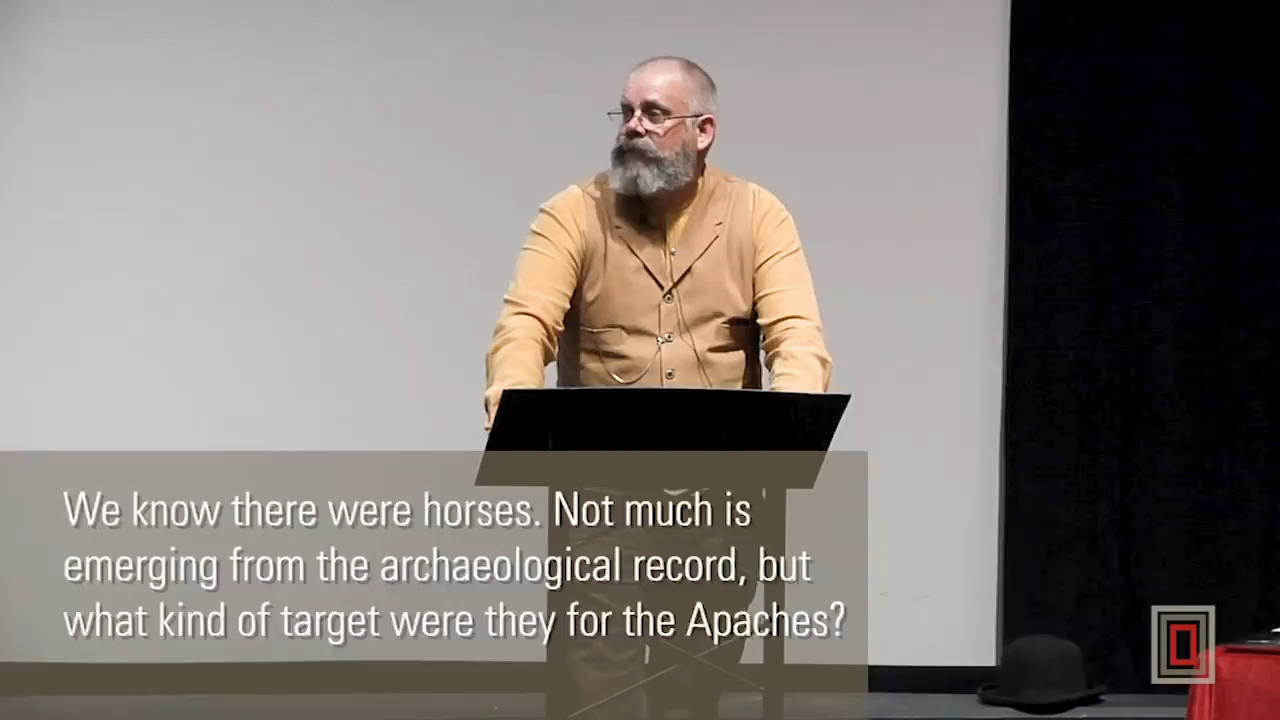 We know there were horses. Not much is
emerging from the archaeological record, but
what kind of target were they for the Apaches?